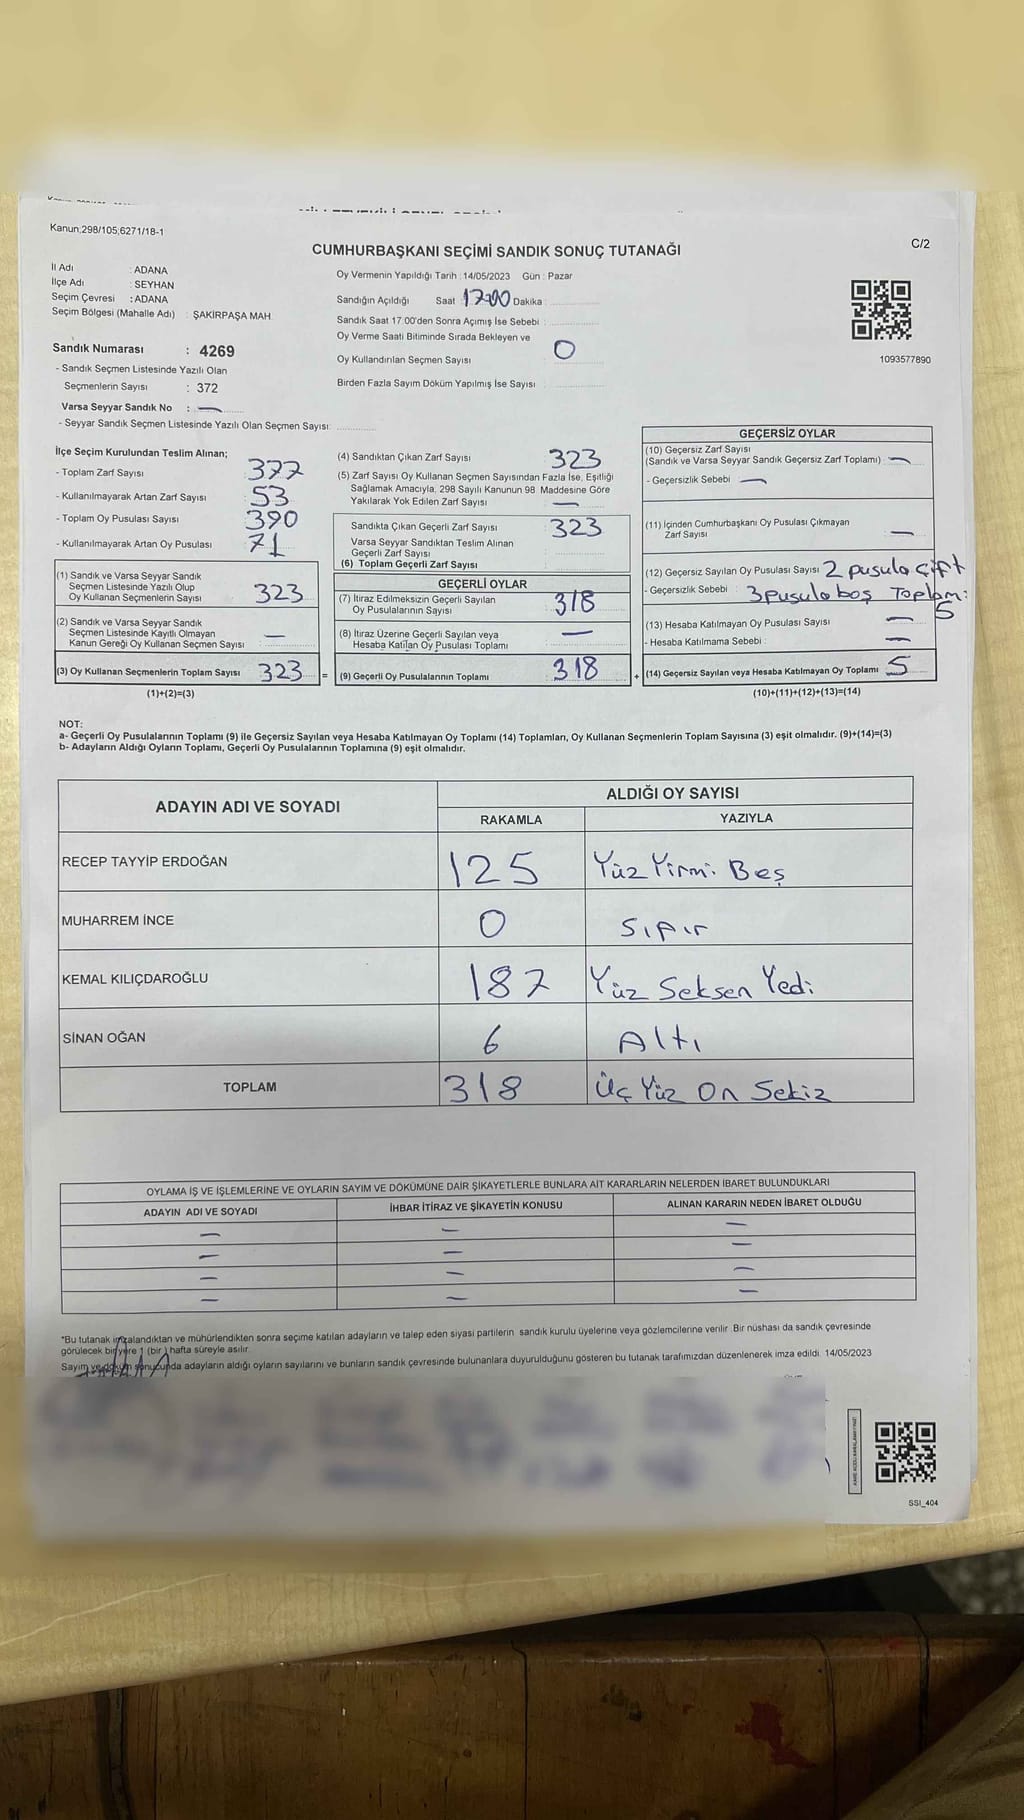 Kanun;298/105;6271/18-1
C/2
CUMHURBAŞKANI SEÇİMİ SANDIK SONUÇ TUTANAĞI
İl Adı : ADANA
İlçe Adı : SEYHAN
Seçim Çevresi : ADANA
Seçim Bölgesi (Mahalle Adı) : ŞAKİRPAŞA MAH.
Sandık Numarası : 4269
- Sandık Seçmen Listesinde Yazılı Olan
Seçmenlerin Sayısı : 372
Varsa Seyyar Sandık No : —
- Seyyar Sandık Seçmen Listesinde Yazılı Olan Seçmen Sayısı:
Oy Vermenin Yapıldığı Tarih : 14/05/2023 Gün : Pazar
Sandığın Açıldığı Saat 17:00 Dakika :
Sandık Saat 17:00'den Sonra Açımış İse Sebebi :
Oy Verme Saati Bitiminde Sırada Bekleyen ve
Oy Kullandırılan Seçmen Sayısı 0
Birden Fazla Sayım Döküm Yapılmış İse Sayısı :
1093577890
İlçe Seçim Kurulundan Teslim Alınan;
- Toplam Zarf Sayısı 377
- Kullanılmayarak Artan Zarf Sayısı 53
- Toplam Oy Pusulası Sayısı 390
- Kullanılmayarak Artan Oy Pusulası 71
(1) Sandık ve Varsa Seyyar Sandık
Seçmen Listesinde Yazılı Olup
Oy Kullanan Seçmenlerin Sayısı 323
(2) Sandık ve Varsa Seyyar Sandık
Seçmen Listesinde Kayıtlı Olmayan
Kanun Gereği Oy Kullanan Seçmen Sayısı —
(3) Oy Kullanan Seçmenlerin Toplam Sayısı 323 =
(1)+(2)=(3)
(4) Sandıktan Çıkan Zarf Sayısı 323
(5) Zarf Sayısı Oy Kullanan Seçmen Sayısından Fazla İse, Eşitliği
Sağlamak Amacıyla, 298 Sayılı Kanunun 98. Maddesine Göre
Yakılarak Yok Edilen Zarf Sayısı —
Sandıkta Çıkan Geçerli Zarf Sayısı 323
Varsa Seyyar Sandıktan Teslim Alınan
Geçerli Zarf Sayısı
(6) Toplam Geçerli Zarf Sayısı
GEÇERLİ OYLAR
(7) İtiraz Edilmeksizin Geçerli Sayılan
Oy Pusulalarının Sayısı 318
(8) İtiraz Üzerine Geçerli Sayılan veya
Hesaba Katılan Oy Pusulası Toplamı —
(9) Geçerli Oy Pusulalarının Toplamı 318 +
GEÇERSİZ OYLAR
(10) Geçersiz Zarf Sayısı
(Sandık ve Varsa Seyyar Sandık Geçersiz Zarf Toplamı) —
- Geçersizlik Sebebi : —
(11) İçinden Cumhurbaşkanı Oy Pusulası Çıkmayan
Zarf Sayısı —
(12) Geçersiz Sayılan Oy Pusulası Sayısı 2 pusula çift
- Geçersizlik Sebebi : 3 pusula boş Toplam:
5
(13) Hesaba Katılmayan Oy Pusulası Sayısı —
- Hesaba Katılmama Sebebi : —
(14) Geçersiz Sayılan veya Hesaba Katılmayan Oy Toplamı 5
(10)+(11)+(12)+(13)=(14)
NOT:
a- Geçerli Oy Pusulalarının Toplamı (9) ile Geçersiz Sayılan veya Hesaba Katılmayan Oy Toplamı (14) Toplamları, Oy Kullanan Seçmenlerin Toplam Sayısına (3) eşit olmalıdır. (9)+(14)=(3)
b- Adayların Aldığı Oyların Toplamı, Geçerli Oy Pusulalarının Toplamına (9) eşit olmalıdır.
ADAYIN ADI VE SOYADI ALDIĞI OY SAYISI
RAKAMLA YAZIYLA
RECEP TAYYİP ERDOĞAN 125 Yüz Yirmi Beş
MUHARREM İNCE 0 Sıfır
KEMAL KILIÇDAROĞLU 187 Yüz Seksen Yedi
SİNAN OĞAN 6 Altı
TOPLAM 318 Üç Yüz On Sekiz
OYLAMA İŞ VE İŞLEMLERİNE VE OYLARIN SAYIM VE DÖKÜMÜNE DAİR ŞİKAYETLERLE BUNLARA AİT KARARLARIN NELERDEN İBARET BULUNDUKLARI
ADAYIN ADI VE SOYADI İHBAR İTİRAZ VE ŞİKAYETİN KONUSU ALINAN KARARIN NEDEN İBARET OLDUĞU
— — —
— — —
— — —
— — —
*Bu tutanak imzalandıktan ve mühürlendikten sonra seçime katılan adayların ve talep eden siyasi partilerin sandık kurulu üyelerine veya gözlemcilerine verilir. Bir nüshası da sandık çevresinde
görülecek bir yere 1 (bir ) hafta süreyle asılır.
Sayım ve döküm sonucunda adayların aldığı oyların sayılarını ve bunların sandık çevresinde bulunanlara duyurulduğunu gösteren bu tutanak tarafımızdan düzenlenerek imza edildi. 14/05/2023
SSI_404